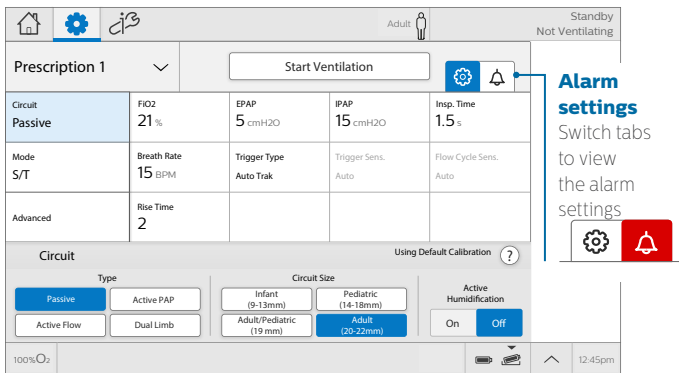 Adult
Standby
Not Ventilating
Prescription 1
Start Ventilation
Alarm
settings
Switch tabs
to view
the alarm
settings
Circuit
Passive
FiO2
21 %
EPAP
5 cmH2O
IPAP
15 cmH2O
Insp. Time
1.5 s
Mode
S/T
Breath Rate
15 BPM
Trigger Type
Auto Trak
Trigger Sens.
Auto
Flow Cycle Sens.
Auto
Advanced
Rise Time
2
Circuit
Using Default Calibration ?
Type
Passive
Active PAP
Active Flow
Dual Limb
Circuit Size
Infant
(9-13mm)
Pediatric
(14-18mm)
Adult/Pediatric
(19 mm)
Adult
(20-22mm)
Active
Humidification
On
Off
100%O2
12:45pm